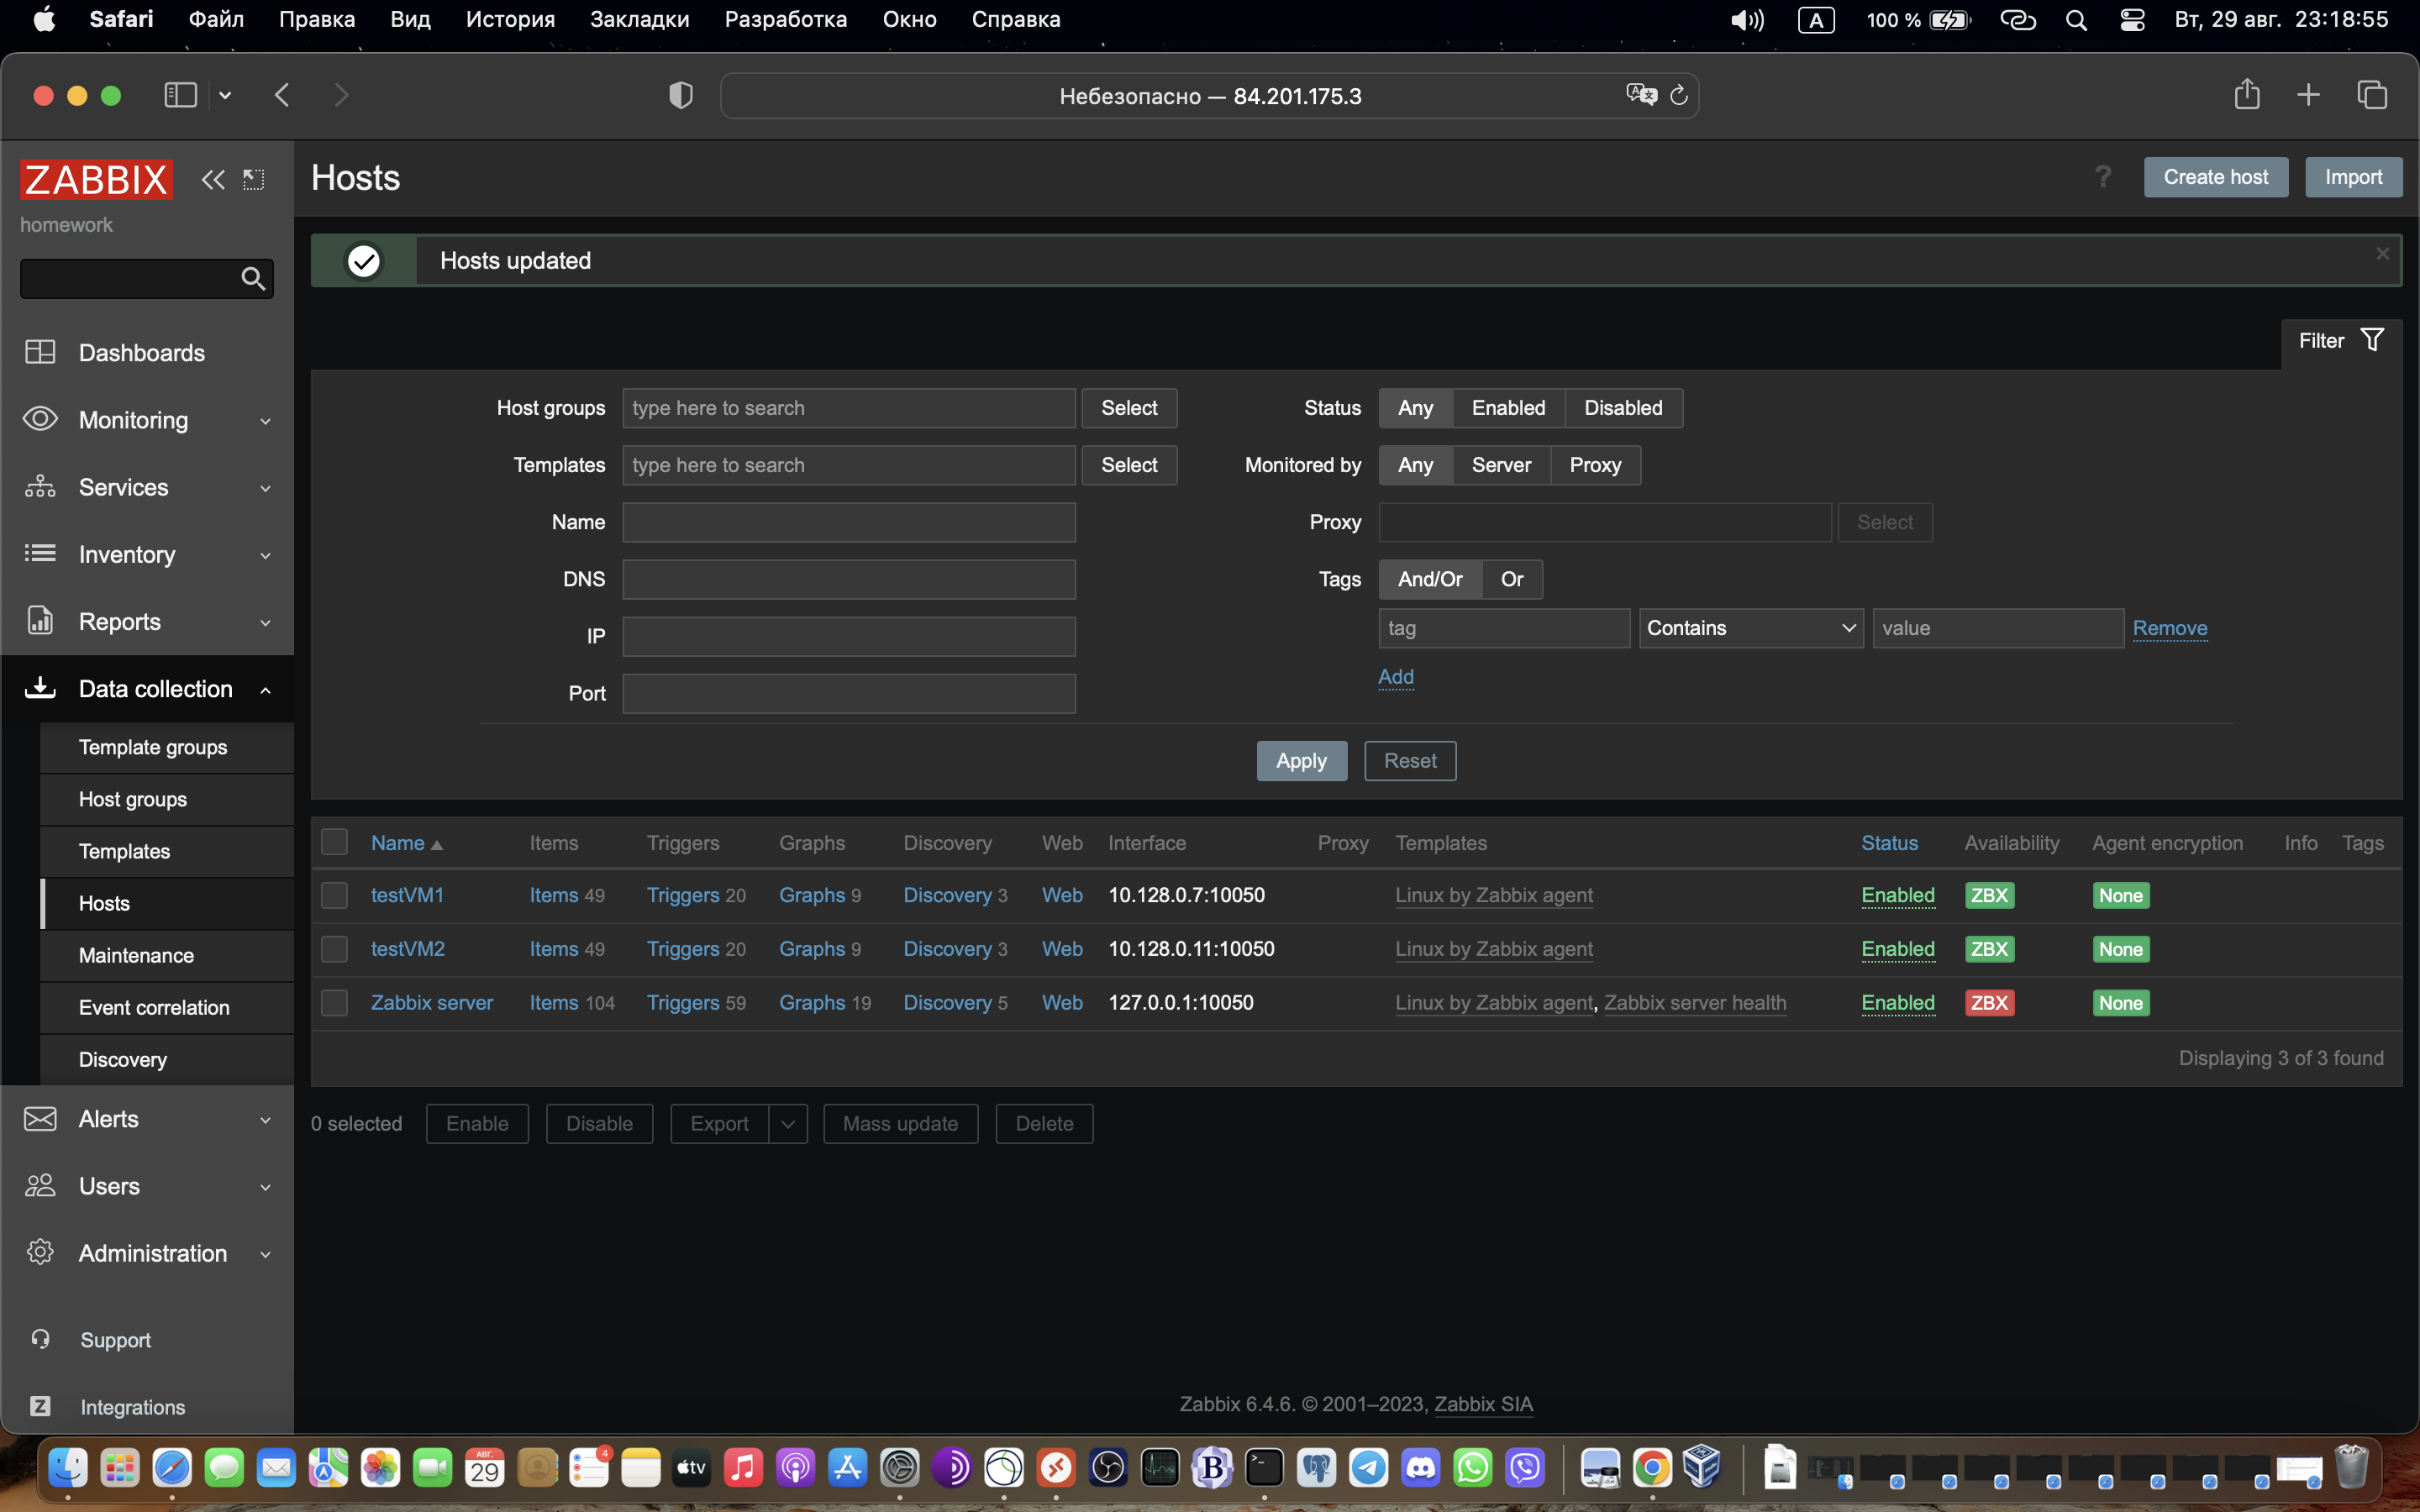 Safari Файл Правка Вид История Закладки Разработка Окно Справка A 100 % Вт, 29 авг. 23:18:55
Небезопасно — 84.201.175.3
ZABBIX
homework
Hosts
? Create host Import
Hosts updated
Filter
Dashboards
Monitoring
Services
Inventory
Reports
Data collection
Template groups
Host groups
Templates
Hosts
Maintenance
Event correlation
Discovery
Alerts
Users
Administration
Support
Integrations
Host groups type here to search Select
Templates type here to search Select
Name
DNS
IP
Port
Status Any Enabled Disabled
Monitored by Any Server Proxy
Proxy Select
Tags And/Or Or
tag Contains value Remove
Add
Apply Reset
Name Items Triggers Graphs Discovery Web Interface Proxy Templates Status Availability Agent encryption Info Tags
testVM1 Items 49 Triggers 20 Graphs 9 Discovery 3 Web 10.128.0.7:10050 Linux by Zabbix agent Enabled ZBX None
testVM2 Items 49 Triggers 20 Graphs 9 Discovery 3 Web 10.128.0.11:10050 Linux by Zabbix agent Enabled ZBX None
Zabbix server Items 104 Triggers 59 Graphs 19 Discovery 5 Web 127.0.0.1:10050 Linux by Zabbix agent, Zabbix server health Enabled ZBX None
Displaying 3 of 3 found
0 selected Enable Disable Export Mass update Delete
Zabbix 6.4.6. © 2001–2023, Zabbix SIA
АВГ. 29 4 tv B